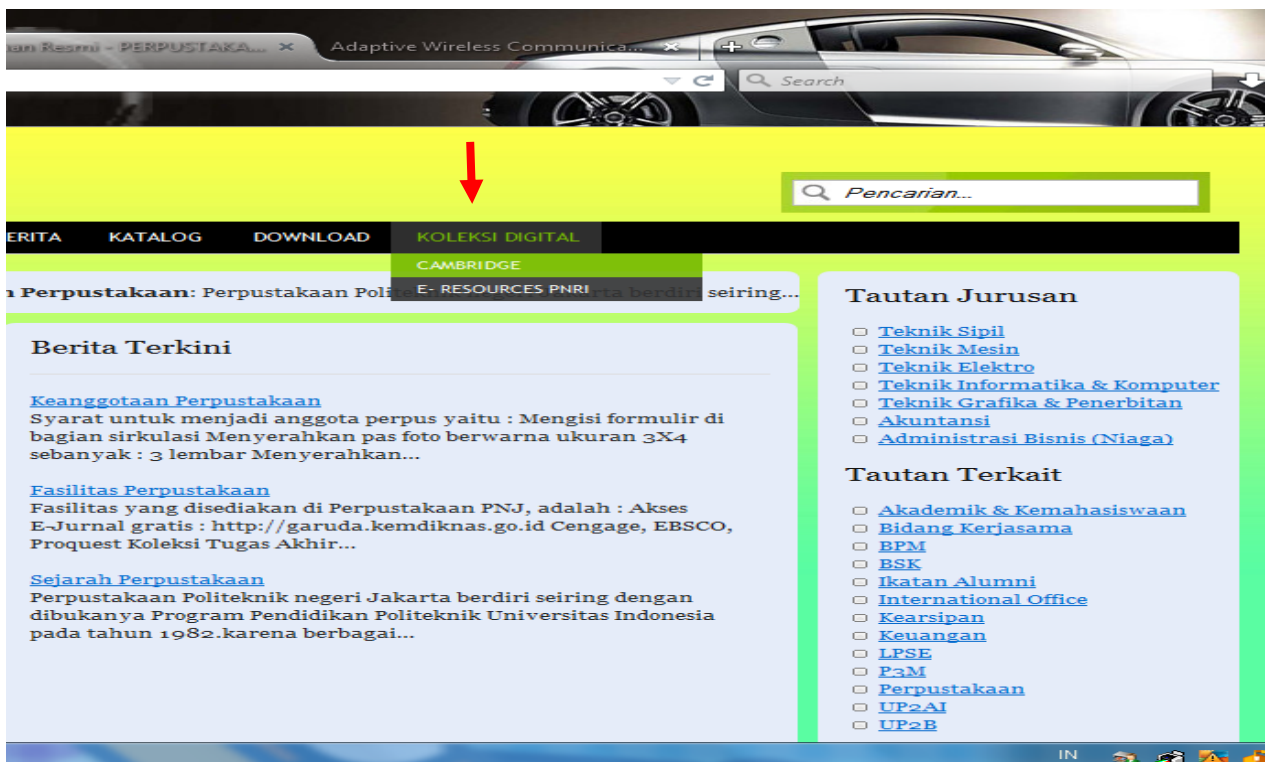 an Resmi - PERPUSTAKA...
Adaptive Wireless Communica...
Search
Pencarian...
ERITA KATALOG DOWNLOAD KOLEKSI DIGITAL
CAMBRIDGE
E- RESOURCES PNRI
Perpustakaan: Perpustakaan Politeknik negeri Jakarta berdiri seiring...
Berita Terkini
Keanggotaan Perpustakaan
Syarat untuk menjadi anggota perpus yaitu : Mengisi formulir di
bagian sirkulasi Menyerahkan pas foto berwarna ukuran 3X4
sebanyak : 3 lembar Menyerahkan...
Fasilitas Perpustakaan
Fasilitas yang disediakan di Perpustakaan PNJ, adalah : Akses
E-Jurnal gratis : http://garuda.kemdiknas.go.id Cengage, EBSCO,
Proquest Koleksi Tugas Akhir...
Sejarah Perpustakaan
Perpustakaan Politeknik negeri Jakarta berdiri seiring dengan
dibukanya Program Pendidikan Politeknik Universitas Indonesia
pada tahun 1982.karena berbagai...
Tautan Jurusan
Teknik Sipil
Teknik Mesin
Teknik Elektro
Teknik Informatika & Komputer
Teknik Grafika & Penerbitan
Akuntansi
Administrasi Bisnis (Niaga)
Tautan Terkait
Akademik & Kemahasiswaan
Bidang Kerjasama
BPM
BSK
Ikatan Alumni
International Office
Kearsipan
Keuangan
LPSE
P3M
Perpustakaan
UP2AI
UP2B
IN